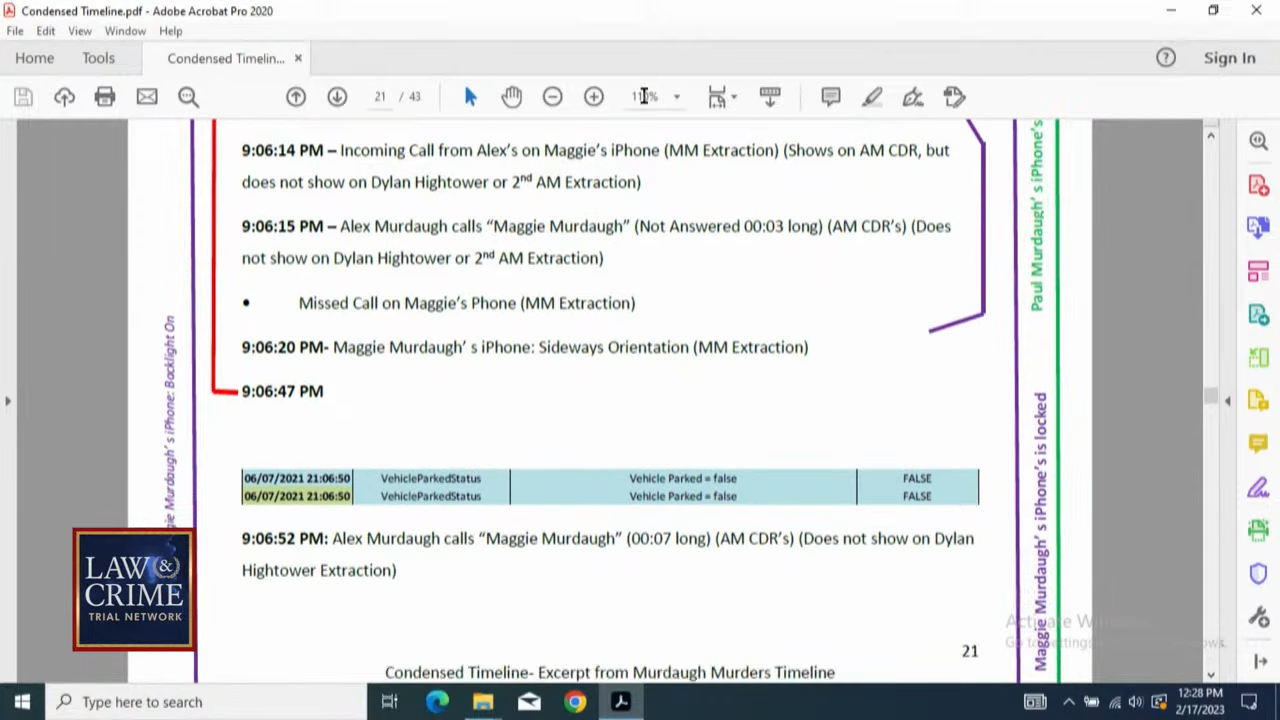 Condensed Timeline.pdf - Adobe Acrobat Pro 2020
File Edit View Window Help
Home Tools Condensed Timelin... × Sign In
21 / 43
9:06:14 PM – Incoming Call from Alex's on Maggie's iPhone (MM Extraction) (Shows on AM CDR, but
does not show on Dylan Hightower or 2nd AM Extraction)
9:06:15 PM – Alex Murdaugh calls “Maggie Murdaugh” (Not Answered 00:03 long) (AM CDR's) (Does
not show on Dylan Hightower or 2nd AM Extraction)
• Missed Call on Maggie's Phone (MM Extraction)
9:06:20 PM- Maggie Murdaugh' s iPhone: Sideways Orientation (MM Extraction)
9:06:47 PM
06/07/2021 21:06:50 VehicleParkedStatus Vehicle Parked = false FALSE
06/07/2021 21:06:50 VehicleParkedStatus Vehicle Parked = false FALSE
9:06:52 PM: Alex Murdaugh calls “Maggie Murdaugh” (00:07 long) (AM CDR's) (Does not show on Dylan
Hightower Extraction)
21
Condensed Timeline- Excerpt from Murdaugh Murders Timeline
Murdaugh' s iPhone: Backlight On
Paul Murdaugh' s iPhone's
Maggie Murdaugh' s iPhone's is locked
LAW &
CRIME
TRIAL NETWORK
Type here to search
12:28 PM
2/17/2023